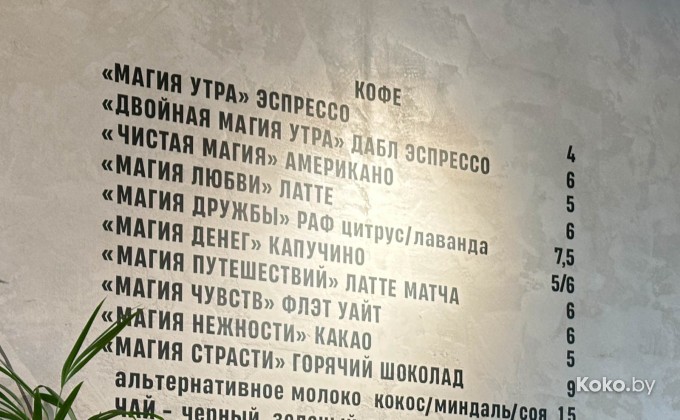 КОФЕ
«МАГИЯ УТРА» ЭСПРЕССО 4
«ДВОЙНАЯ МАГИЯ УТРА» ДАБЛ ЭСПРЕССО 6
«ЧИСТАЯ МАГИЯ» АМЕРИКАНО 5
«МАГИЯ ЛЮБВИ» ЛАТТЕ 6
«МАГИЯ ДРУЖБЫ» РАФ цитрус/лаванда 7,5
«МАГИЯ ДЕНЕГ» КАПУЧИНО 5/6
«МАГИЯ ПУТЕШЕСТВИЙ» ЛАТТЕ МАТЧА 6
«МАГИЯ ЧУВСТВ» ФЛЭТ УАЙТ 6
«МАГИЯ НЕЖНОСТИ» КАКАО 5
«МАГИЯ СТРАСТИ» ГОРЯЧИЙ ШОКОЛАД 9
альтернативное молоко кокос/миндаль/соя 1,5
ЧАЙ – черный, зеленый
Koko.by